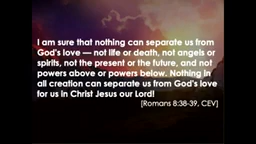 I am sure that nothing can separate us from
God's love — not life or death, not angels or
spirits, not the present or the future, and not
powers above or powers below. Nothing in
all creation can separate us from God's love
for us in Christ Jesus our Lord!
[Romans 8:38-39, CEV]